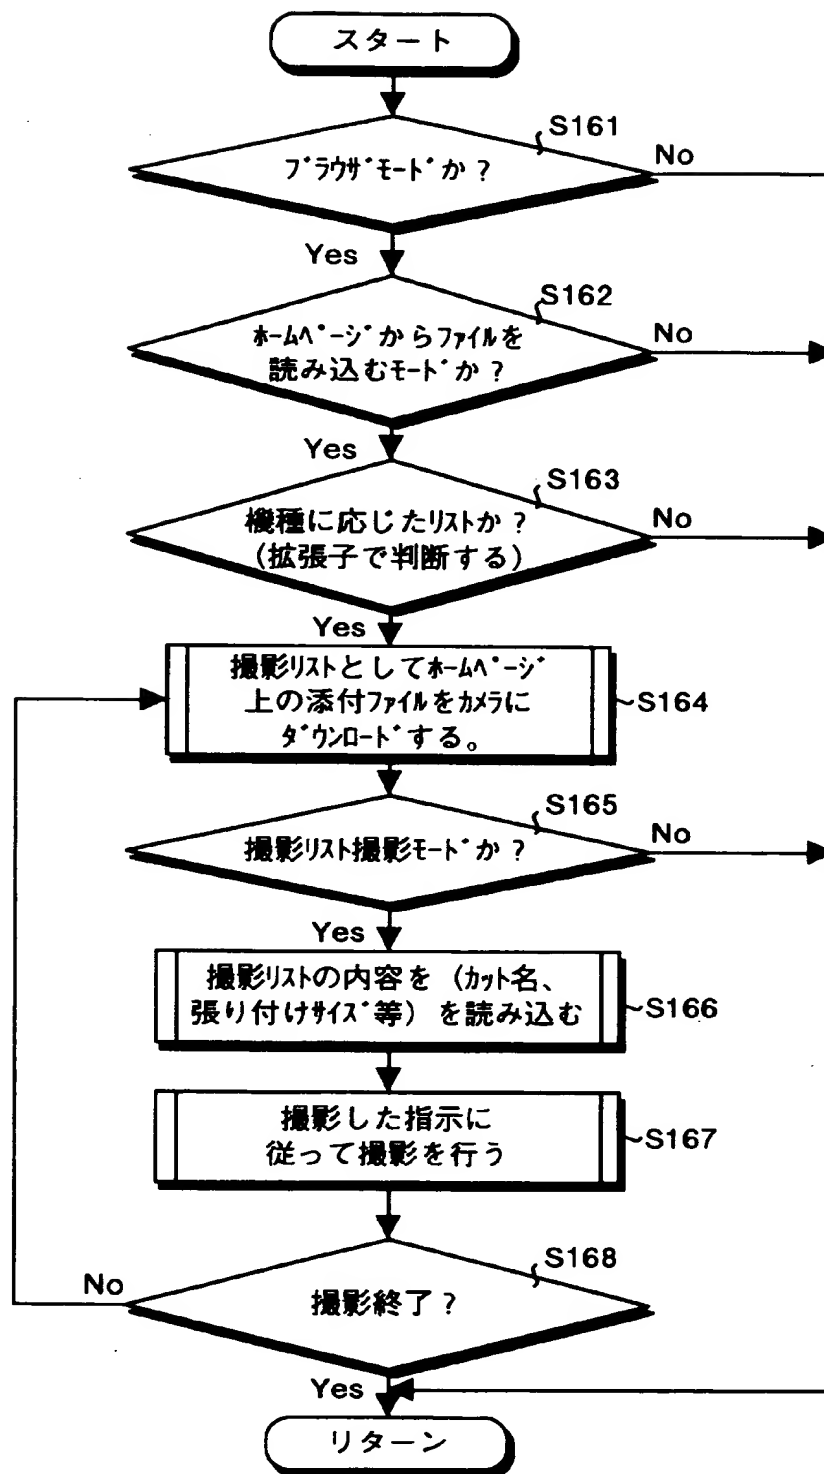 スタート
S161
ﾌﾞﾗｳｻﾞﾓｰﾄﾞか？
No
Yes
S162
ﾎｰﾑﾍﾟｰｼﾞからﾌｧｲﾙを
読み込むﾓｰﾄﾞか？
No
Yes
S163
機種に応じたﾘｽﾄか？
（拡張子で判断する）
No
Yes
撮影ﾘｽﾄとしてﾎｰﾑﾍﾟｰｼﾞ
上の添付ﾌｧｲﾙをｶﾒﾗに
ﾀﾞｳﾝﾛｰﾄﾞする。
S164
S165
撮影ﾘｽﾄ撮影ﾓｰﾄﾞか？
No
Yes
撮影ﾘｽﾄの内容を（ｶｯﾄ名、
張り付けｻｲｽﾞ等）を読み込む
S166
撮影した指示に
従って撮影を行う
S167
S168
撮影終了？
No
Yes
リターン